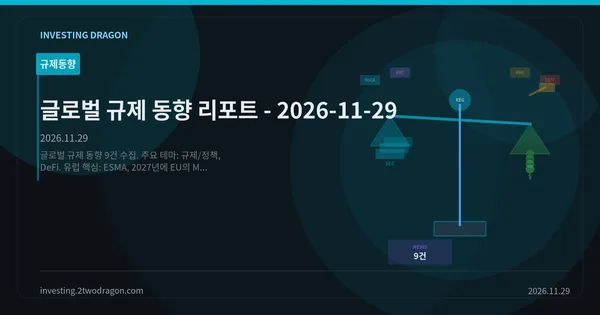 INVESTING DRAGON
규제동향
글로벌 규제 동향 리포트 - 2026-11-29
2026.11.29
글로벌 규제 동향 9건 수집. 주요 테마: 규제/정책,
DeFi. 유럽 핵심: ESMA, 2027년에 EU의 M...
REG
SEC
$
NEWS
9건
investing.2twodragon.com
2026.11.29